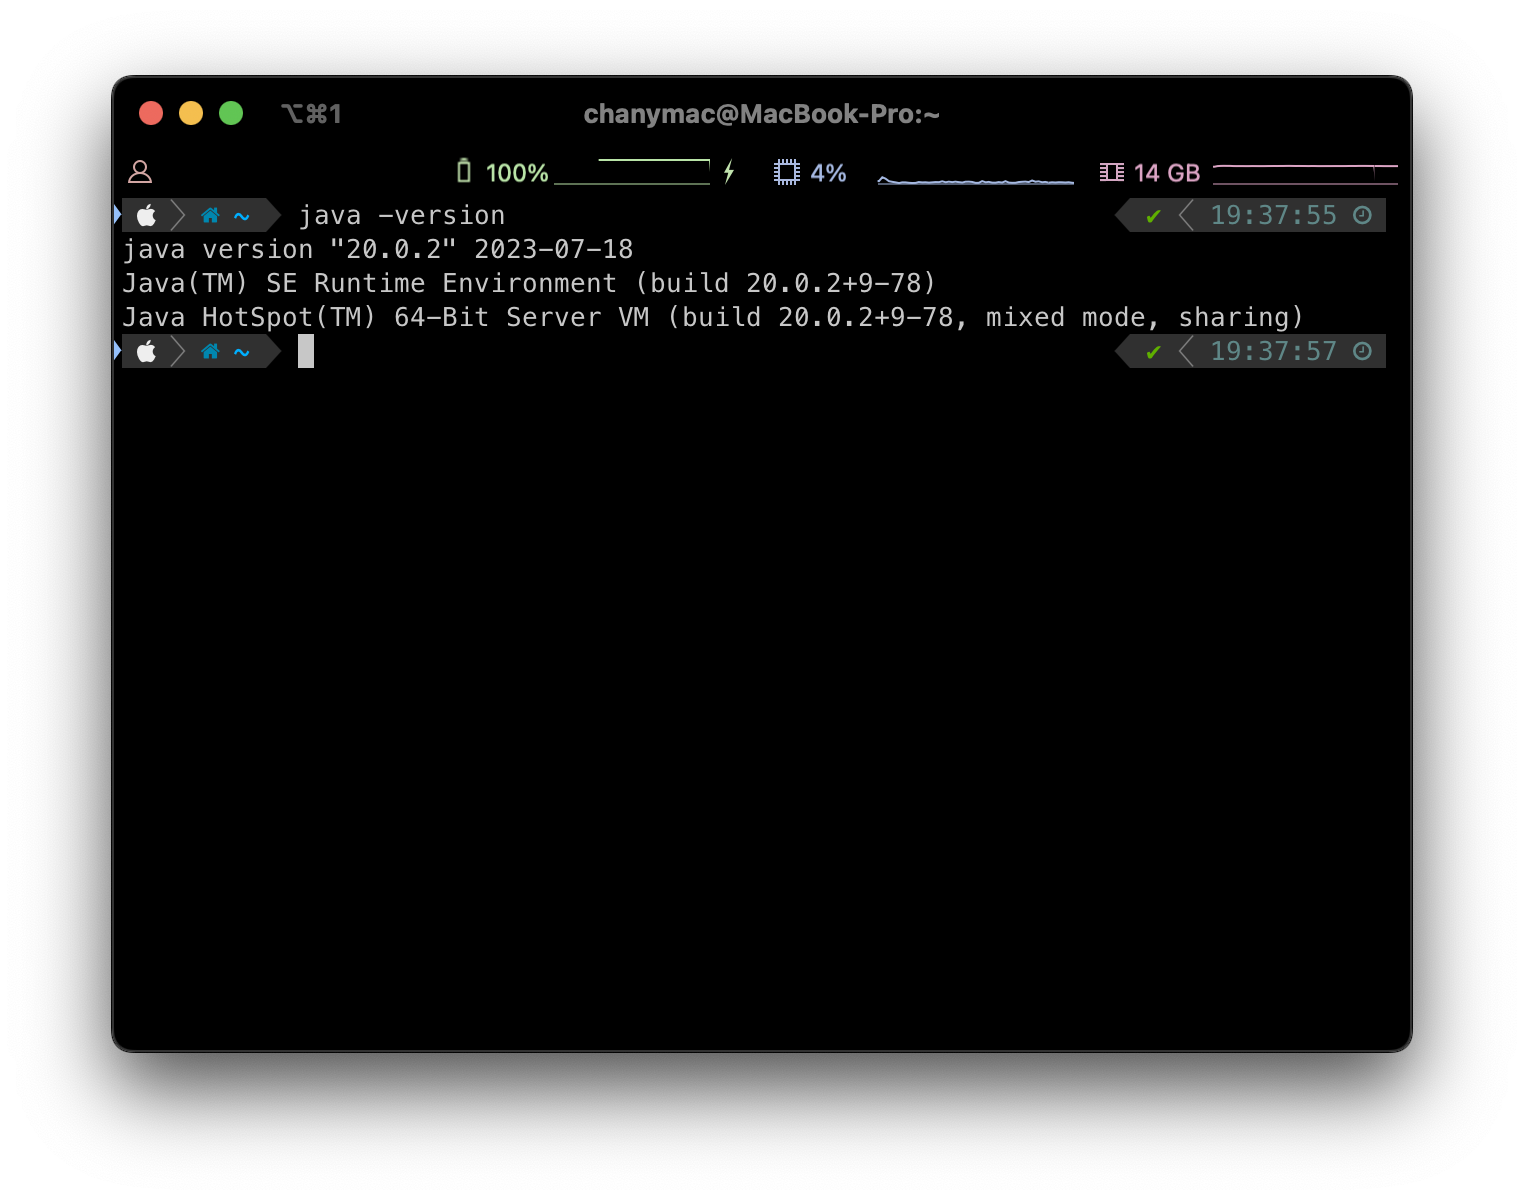 ⌥⌘1 chanymac@MacBook-Pro:~
100% 4% 14 GB
~ java -version ✔ 19:37:55
java version "20.0.2" 2023-07-18
Java(TM) SE Runtime Environment (build 20.0.2+9-78)
Java HotSpot(TM) 64-Bit Server VM (build 20.0.2+9-78, mixed mode, sharing)
~ ✔ 19:37:57